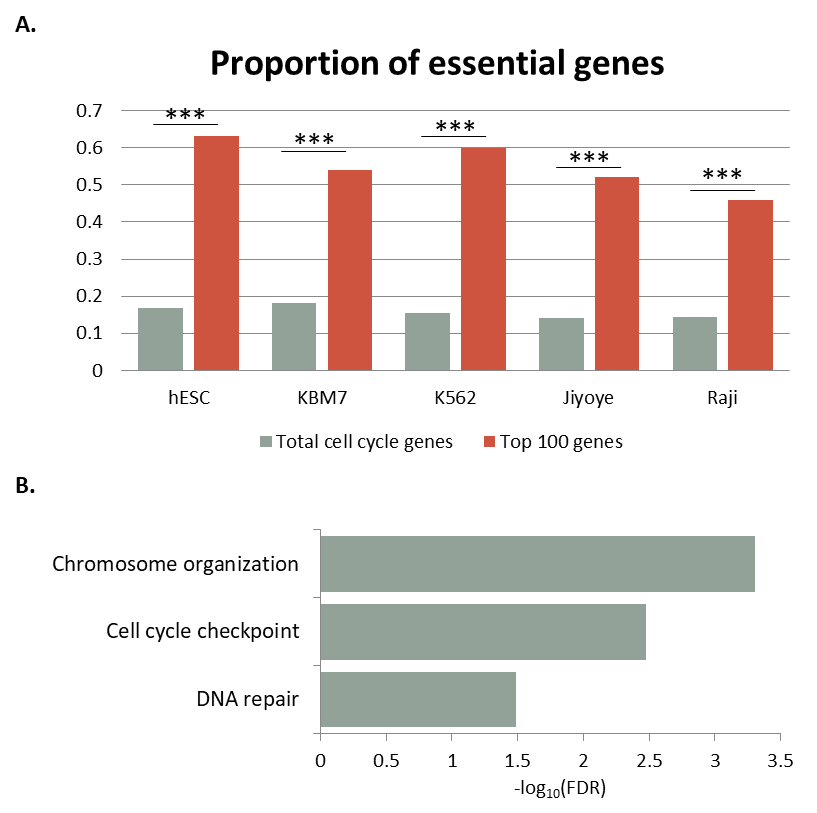 A.
Proportion of essential genes
0.7
0.6
0.5
0.4
0.3
0.2
0.1
0
*** *** *** *** ***
hESC KBM7 K562 Jiyoye Raji
Total cell cycle genes Top 100 genes
B.
Chromosome organization
Cell cycle checkpoint
DNA repair
0 0.5 1 1.5 2 2.5 3 3.5
-log₁₀(FDR)